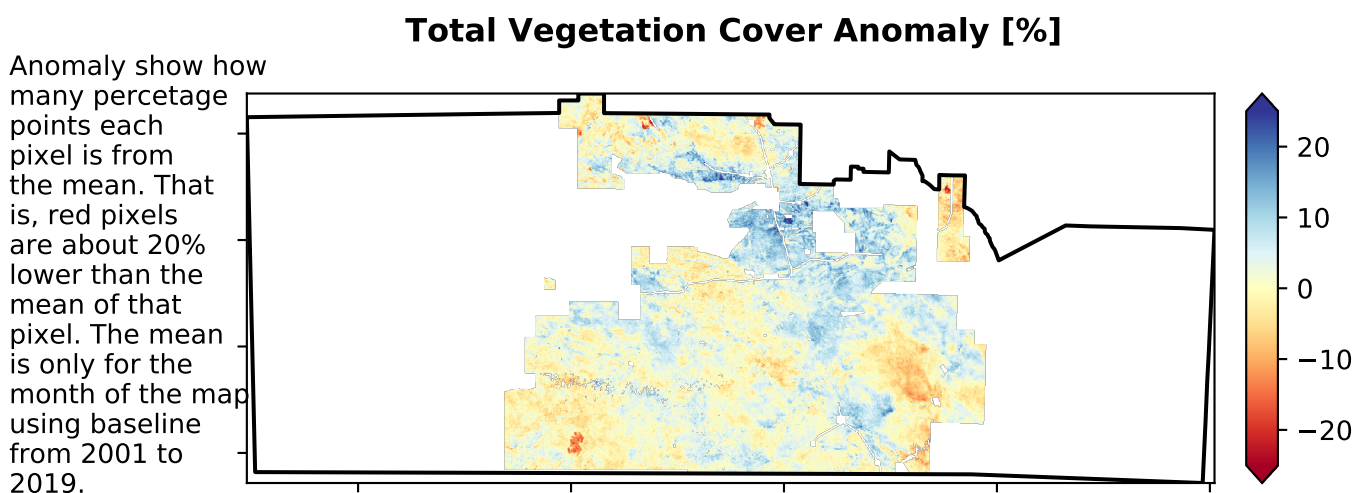 Total Vegetation Cover Anomaly [%]
Anomaly show how
many percetage
points each
pixel is from
the mean. That
is, red pixels
are about 20%
lower than the
mean of that
pixel. The mean
is only for the
month of the map
using baseline
from 2001 to
2019.
20
10
0
−10
−20